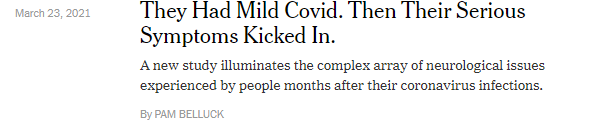 March 23, 2021
They Had Mild Covid. Then Their Serious
Symptoms Kicked In.
A new study illuminates the complex array of neurological issues
experienced by people months after their coronavirus infections.
By PAM BELLUCK